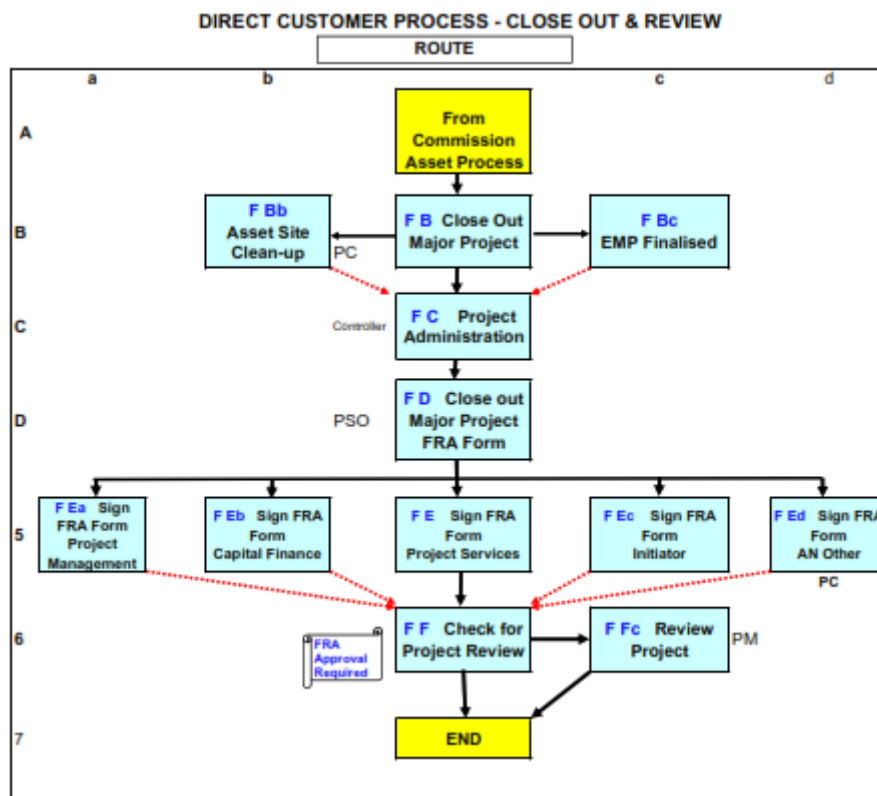 DIRECT CUSTOMER PROCESS - CLOSE OUT & REVIEW
ROUTE
a
b
c
d
A
From
Commission
Asset Process
B
F Bb
Asset Site
Clean-up
PC
F B Close Out
Major Project
F Bc
EMP Finalised
C
Controller
F C Project
Administration
D
PSO
F D Close out
Major Project
FRA Form
5
F Ea Sign
FRA Form
Project
Management
F Eb Sign FRA
Form
Capital Finance
F E Sign FRA
Form
Project Services
F Ec Sign FRA
Form
Initiator
F Ed Sign FRA
Form
AN Other
PC
6
FRA
Approval
Required
F F Check for
Project Review
F Fc Review
Project
PM
7
END